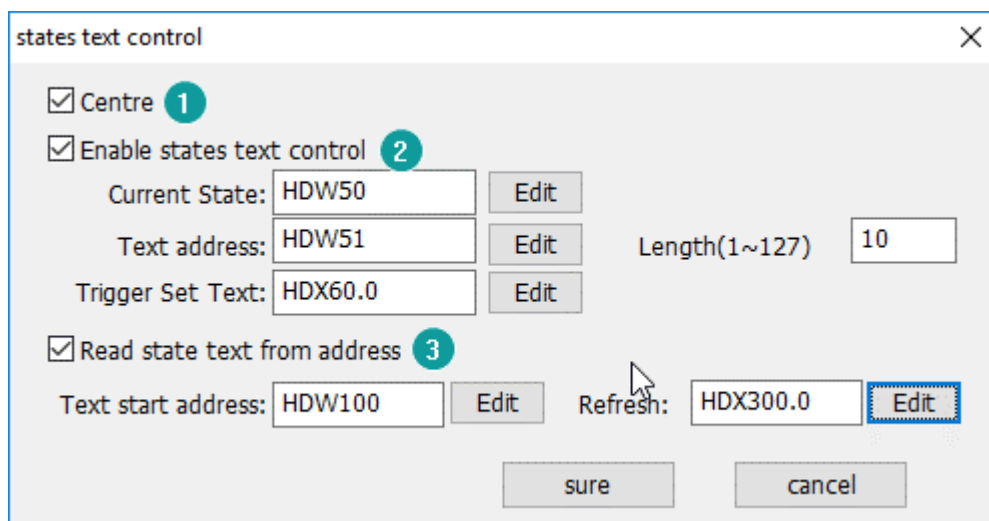 states text control
Centre 1
Enable states text control 2
Current State: HDW50 Edit
Text address: HDW51 Edit Length(1~127) 10
Trigger Set Text: HDX60.0 Edit
Read state text from address 3
Text start address: HDW100 Edit Refresh: HDX300.0 Edit
sure cancel